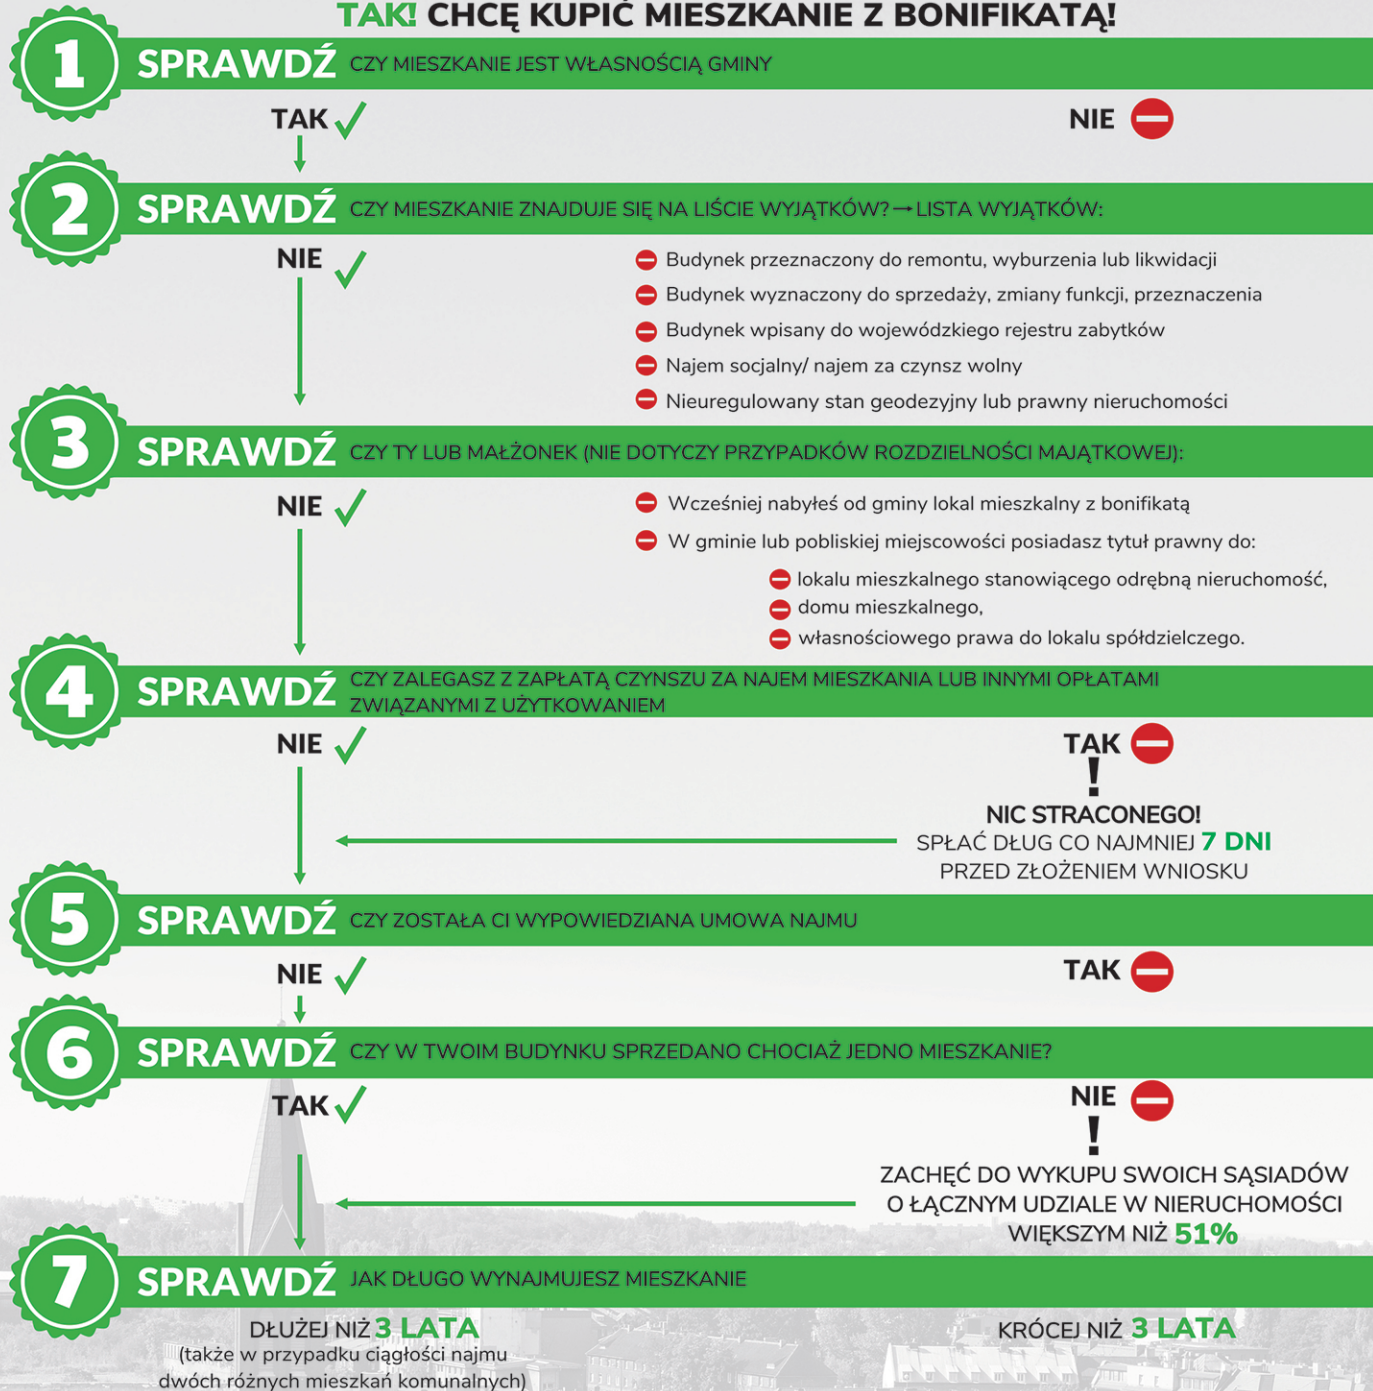 TAK! CHCĘ KUPIĆ MIESZKANIE Z BONIFIKATĄ!
1 SPRAWDŹ CZY MIESZKANIE JEST WŁASNOŚCIĄ GMINY
TAK NIE
2 SPRAWDŹ CZY MIESZKANIE ZNAJDUJE SIĘ NA LIŚCIE WYJĄTKÓW? → LISTA WYJĄTKÓW:
NIE
Budynek przeznaczony do remontu, wyburzenia lub likwidacji
Budynek wyznaczony do sprzedaży, zmiany funkcji, przeznaczenia
Budynek wpisany do wojewódzkiego rejestru zabytków
Najem socjalny/ najem za czynsz wolny
Nieuregulowany stan geodezyjny lub prawny nieruchomości
3 SPRAWDŹ CZY TY LUB MAŁŻONEK (NIE DOTYCZY PRZYPADKÓW ROZDZIELNOŚCI MAJĄTKOWEJ):
NIE
Wcześniej nabyłeś od gminy lokal mieszkalny z bonifikatą
W gminie lub pobliskiej miejscowości posiadasz tytuł prawny do:
lokalu mieszkalnego stanowiącego odrębną nieruchomość,
domu mieszkalnego,
własnościowego prawa do lokalu spółdzielczego.
4 SPRAWDŹ CZY ZALEGASZ Z ZAPŁATĄ CZYNSZU ZA NAJEM MIESZKANIA LUB INNYMI OPŁATAMI
ZWIĄZANYMI Z UŻYTKOWANIEM
NIE TAK
!
NIC STRACONEGO!
SPŁAĆ DŁUG CO NAJMNIEJ 7 DNI
PRZED ZŁOŻENIEM WNIOSKU
5 SPRAWDŹ CZY ZOSTAŁA CI WYPOWIEDZIANA UMOWA NAJMU
NIE TAK
6 SPRAWDŹ CZY W TWOIM BUDYNKU SPRZEDANO CHOCIAŻ JEDNO MIESZKANIE?
TAK NIE
!
ZACHĘĆ DO WYKUPU SWOICH SĄSIADÓW
O ŁĄCZNYM UDZIALE W NIERUCHOMOŚCI
WIĘKSZYM NIŻ 51%
7 SPRAWDŹ JAK DŁUGO WYNAJMUJESZ MIESZKANIE
DŁUŻEJ NIŻ 3 LATA
(także w przypadku ciągłości najmu
dwóch różnych mieszkań komunalnych)
KRÓCEJ NIŻ 3 LATA